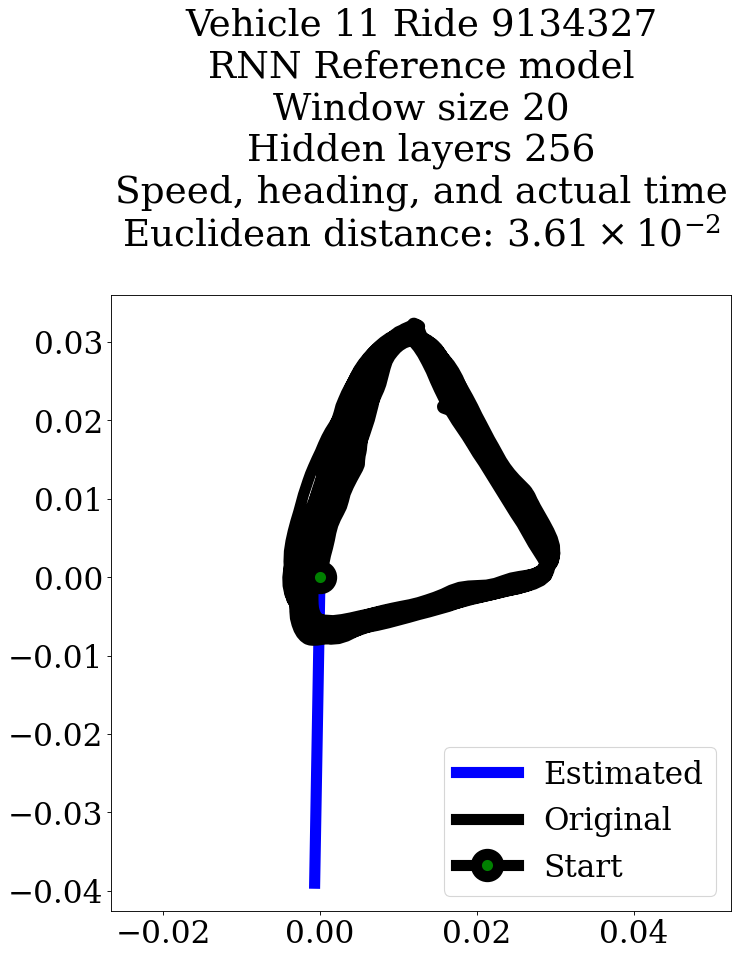 Vehicle 11 Ride 9134327
RNN Reference model
Window size 20
Hidden layers 256
Speed, heading, and actual time
Euclidean distance: 3.61 × 10⁻²
0.03
0.02
0.01
0.00
−0.01
−0.02
−0.03
−0.04
Estimated
Original
Start
−0.02 0.00 0.02 0.04